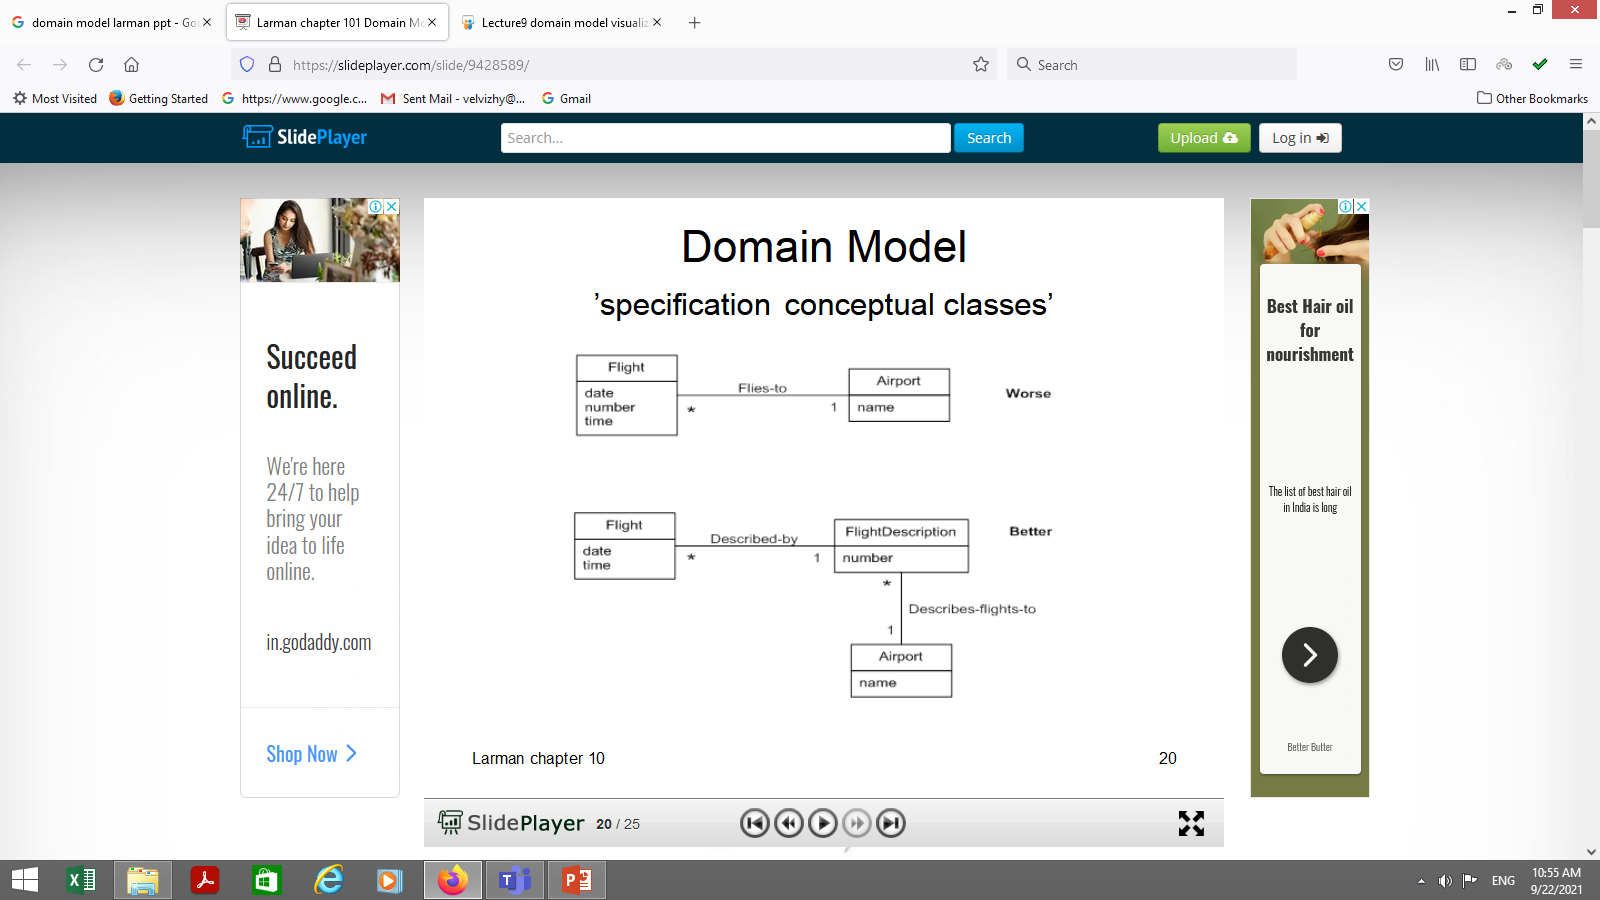 domain model larman ppt - Go
Larman chapter 101 Domain Mo
Lecture9 domain model visualiz
https://slideplayer.com/slide/9428589/
Search
Most Visited
Getting Started
https://www.google.c...
Sent Mail - velvizhy@...
Gmail
Other Bookmarks
SlidePlayer
Search...
Search
Upload
Log in
Succeed
online.
We're here
24/7 to help
bring your
idea to life
online.
in.godaddy.com
Shop Now
Domain Model
’specification conceptual classes’
Flight
date
number
time
Flies-to
*
1
Airport
name
Worse
Flight
date
time
Described-by
*
1
FlightDescription
number
Better
*
Describes-flights-to
1
Airport
name
Larman chapter 10
20
SlidePlayer
20 / 25
Best Hair oil
for
nourishment
The list of best hair oil
in India is long
Better Butter
ENG
10:55 AM
9/22/2021